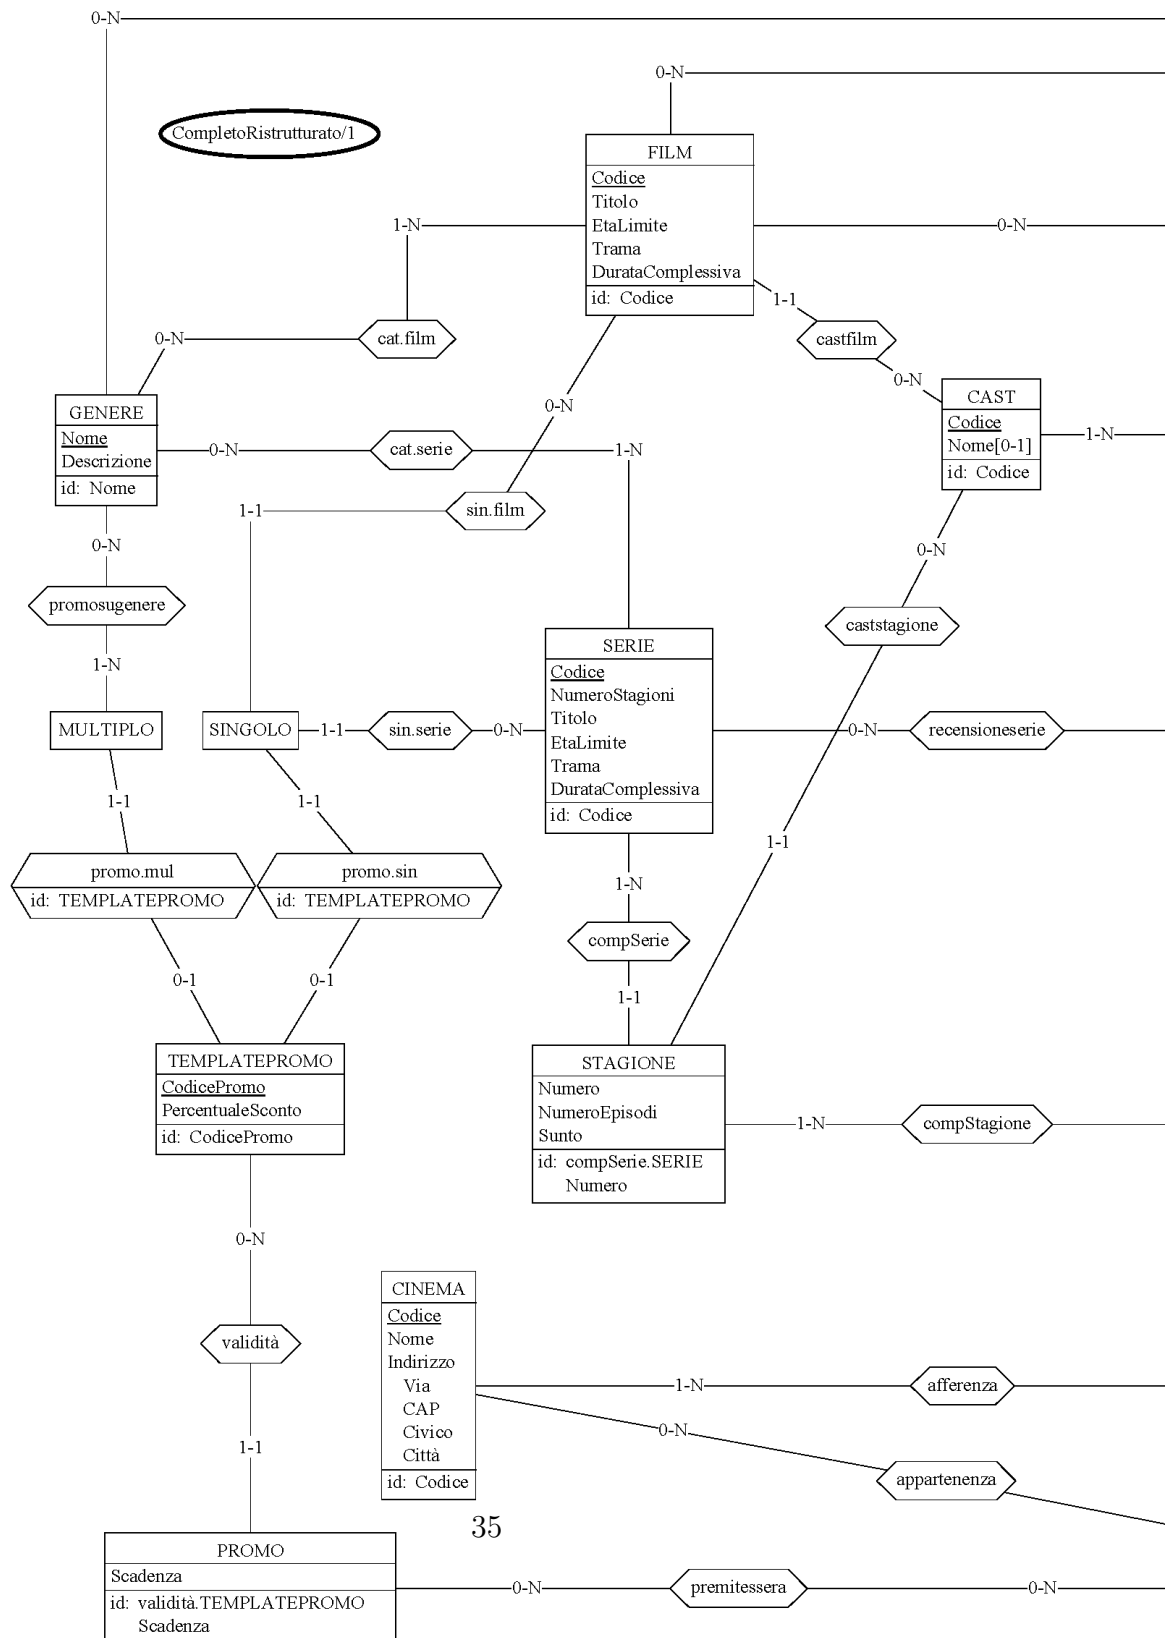 0-N
0-N
CompletoRistrutturato/1
FILM
Codice
Titolo
EtaLimite
Trama
DurataComplessiva
id: Codice
1-N
0-N
1-1
0-N
cat.film
castfilm
0-N
0-N
CAST
Codice
Nome[0-1]
id: Codice
1-N
GENERE
Nome
Descrizione
id: Nome
0-N
cat.serie
1-N
1-1
sin.film
0-N
0-N
promosugenere
caststagione
1-N
SERIE
Codice
NumeroStagioni
Titolo
EtaLimite
Trama
DurataComplessiva
id: Codice
MULTIPLO
SINGOLO
1-1
sin.serie
0-N
0-N
recensioneserie
1-1
1-1
1-1
promo.mul
id: TEMPLATEPROMO
promo.sin
id: TEMPLATEPROMO
1-N
compSerie
0-1
0-1
1-1
TEMPLATEPROMO
CodicePromo
PercentualeSconto
id: CodicePromo
STAGIONE
Numero
NumeroEpisodi
Sunto
id: compSerie.SERIE
Numero
1-N
compStagione
0-N
CINEMA
Codice
Nome
Indirizzo
Via
CAP
Civico
Città
id: Codice
validità
1-N
afferenza
0-N
1-1
appartenenza
35
PROMO
Scadenza
id: validità.TEMPLATEPROMO
Scadenza
0-N
premitessera
0-N